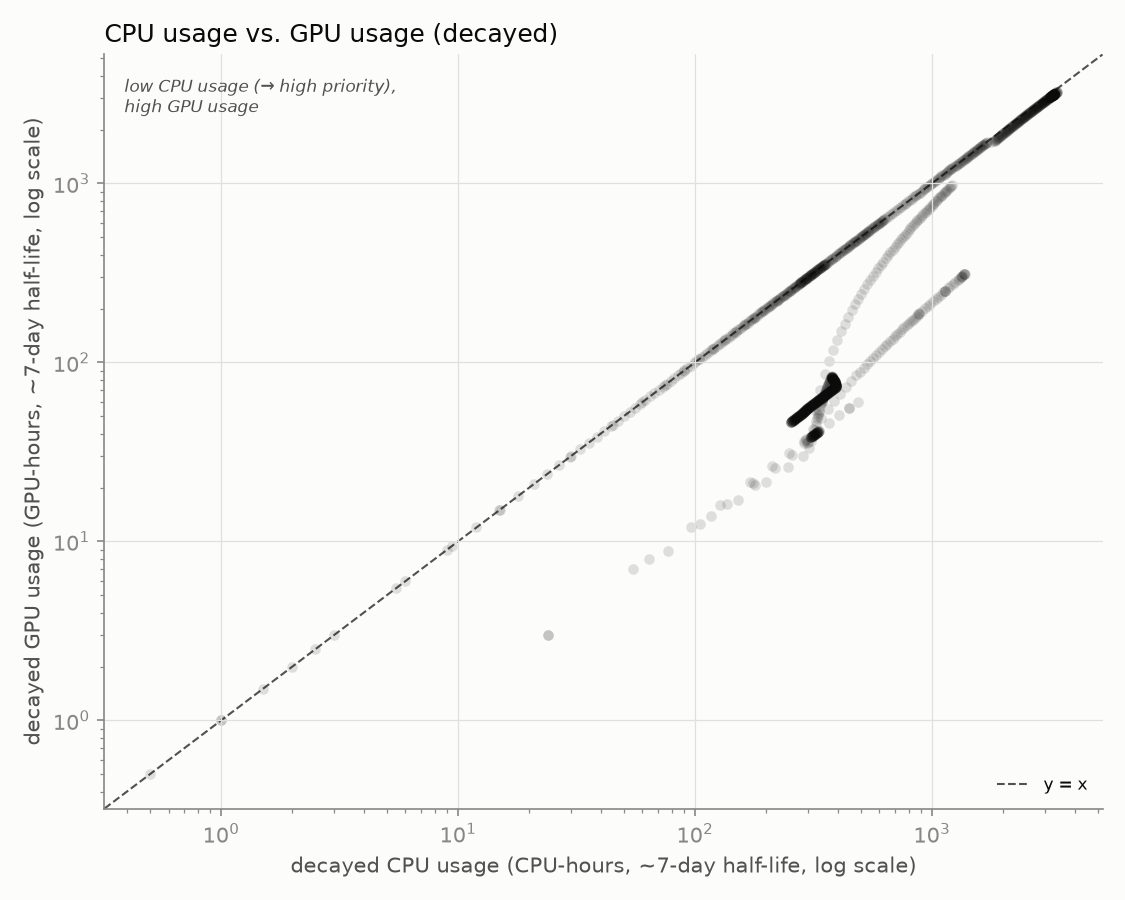 CPU usage vs. GPU usage (decayed)
low CPU usage (→ high priority),
high GPU usage
decayed GPU usage (GPU-hours, ~7-day half-life, log scale)
10³
10²
10¹
10⁰
y = x
10⁰ 10¹ 10² 10³
decayed CPU usage (CPU-hours, ~7-day half-life, log scale)